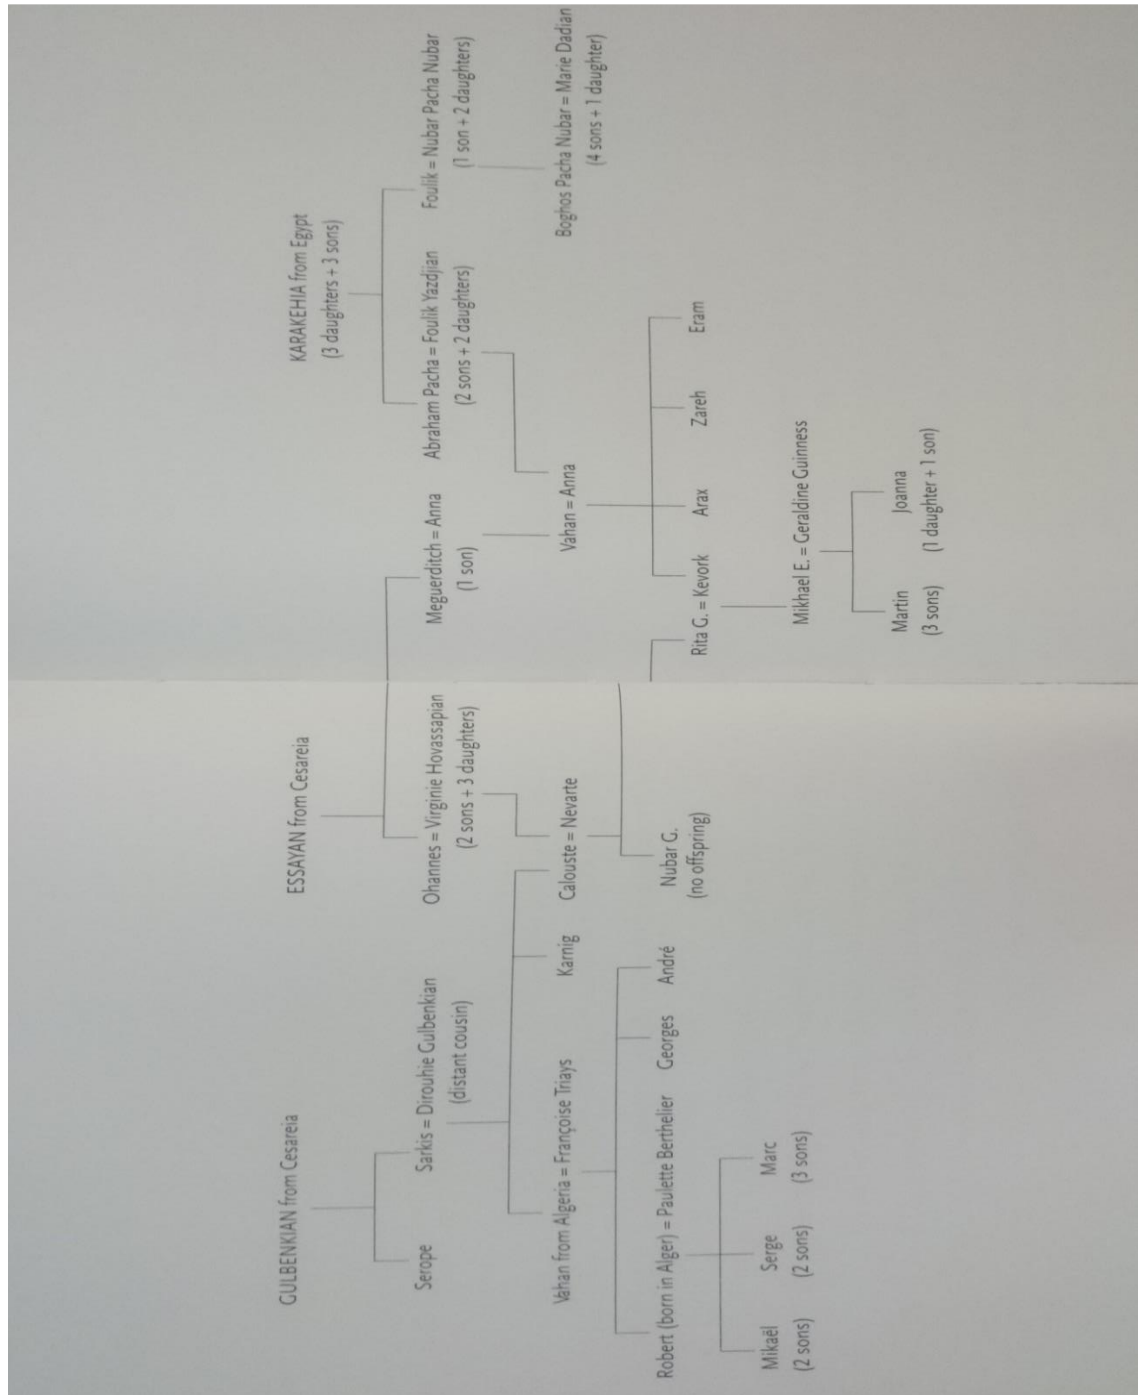 GULBENKIAN from Cesareia
ESSAYAN from Cesareia
KARAKEHIA from Egypt
(3 daughters + 3 sons)
Serope
Sarkis = Dirouhie Gulbenkian
(distant cousin)
Ohannes = Virginie Hovassapian
(2 sons + 3 daughters)
Meguerditch = Anna
(1 son)
Abraham Pacha = Foulik Yazdjian
(2 sons + 2 daughters)
Foulik = Nubar Pacha Nubar
(1 son + 2 daughters)
Vahan from Algeria = Françoise Triays
Karnig
Calouste = Nevarte
Vahan = Anna
Boghos Pacha Nubar = Marie Dadian
(4 sons + 1 daughter)
Robert (born in Alger) = Paulette Berthelier
Georges
André
Nubar G.
(no offspring)
Rita G. = Kevork
Arax
Zareh
Eram
Mikaël
(2 sons)
Serge
(2 sons)
Marc
(3 sons)
Mikhael E. = Geraldine Guinness
Martin
(3 sons)
Joanna
(1 daughter + 1 son)